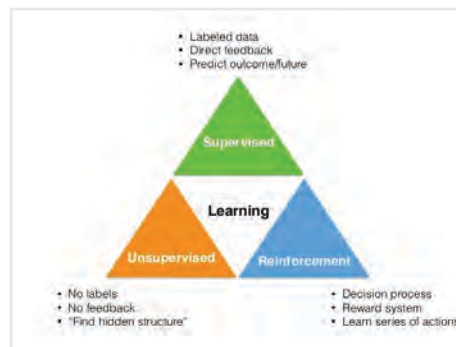 • Labeled data
• Direct feedback
• Predict outcome/future
Supervised
Learning
Unsupervised
Reinforcement
• No labels
• No feedback
• "Find hidden structure"
• Decision process
• Reward system
• Learn series of actions